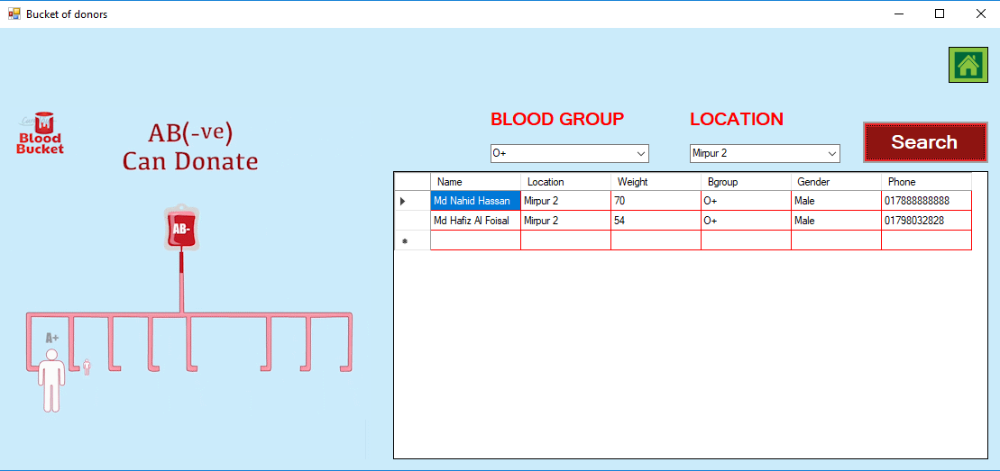 Bucket of donors
Blood
Bucket
AB(-ve)
Can Donate
BLOOD GROUP
LOCATION
O+
Mirpur 2
Search
AB-
A+
Name Location Weight Bgroup Gender Phone
Md Nahid Hassan Mirpur 2 70 O+ Male 017888888888
Md Hafiz Al Foisal Mirpur 2 54 O+ Male 01798032828